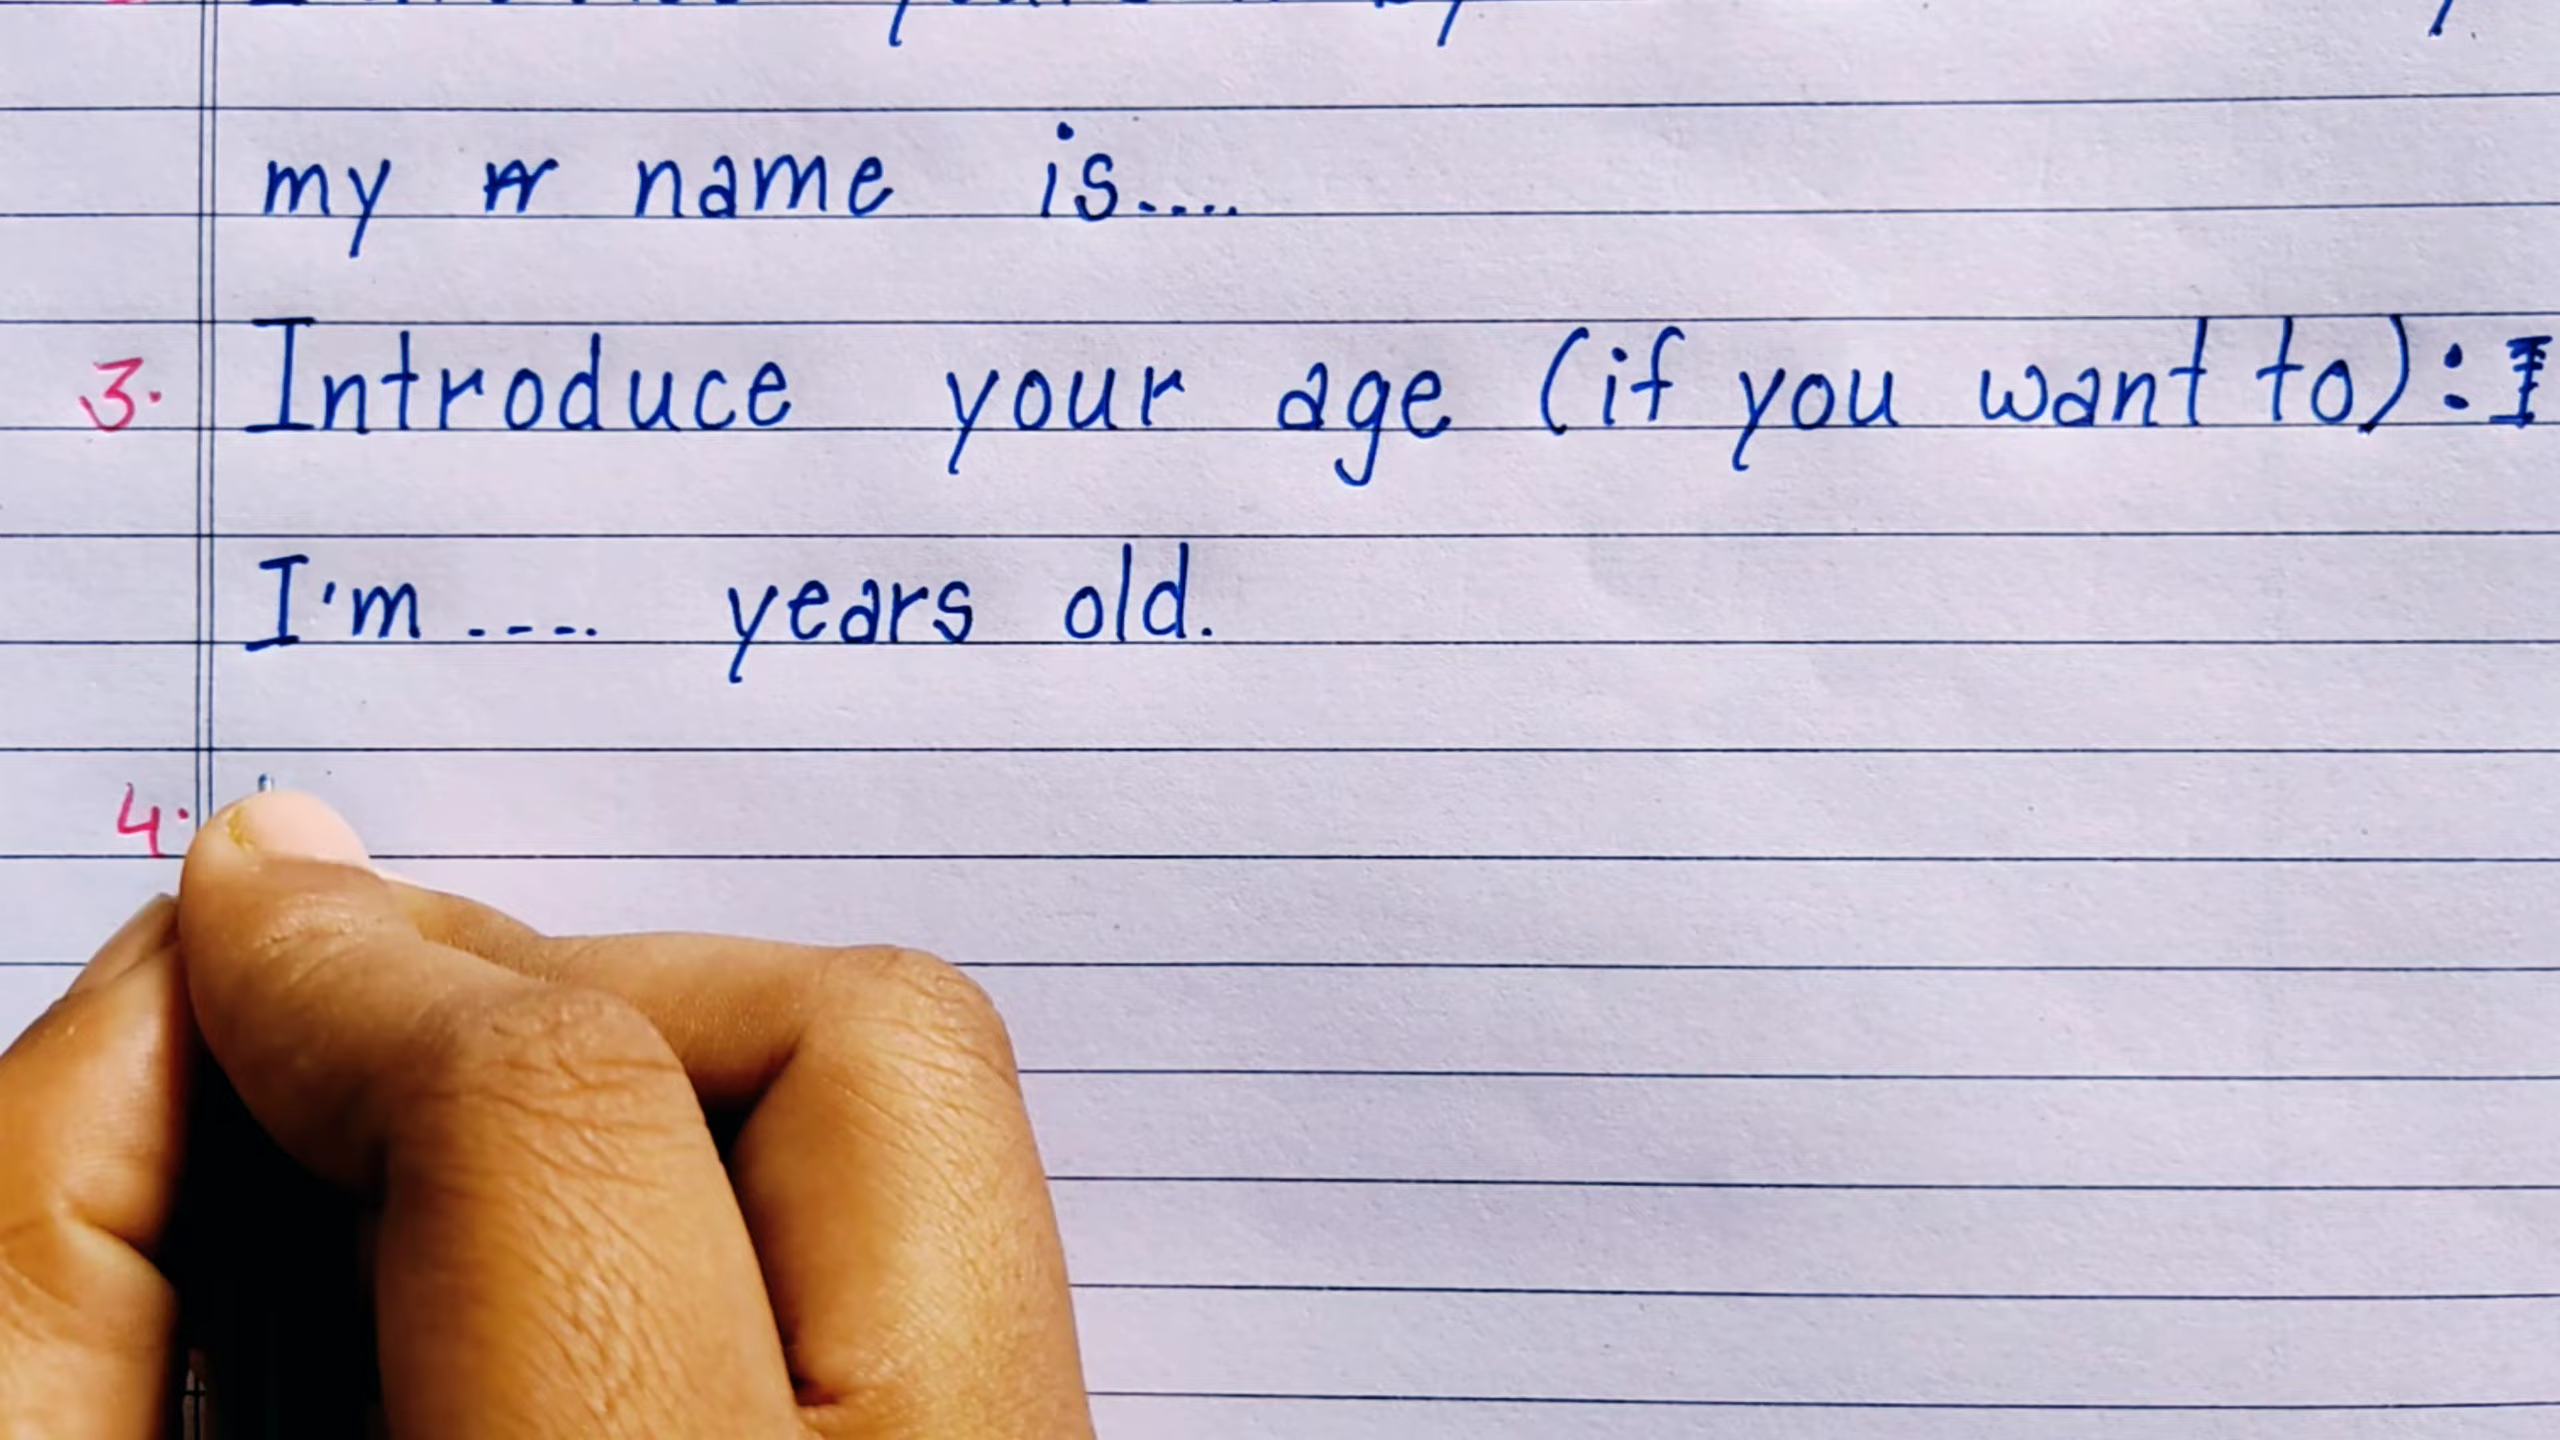 my name is....
3. Introduce your age (if you want to): I
I'm .... years old.
4.